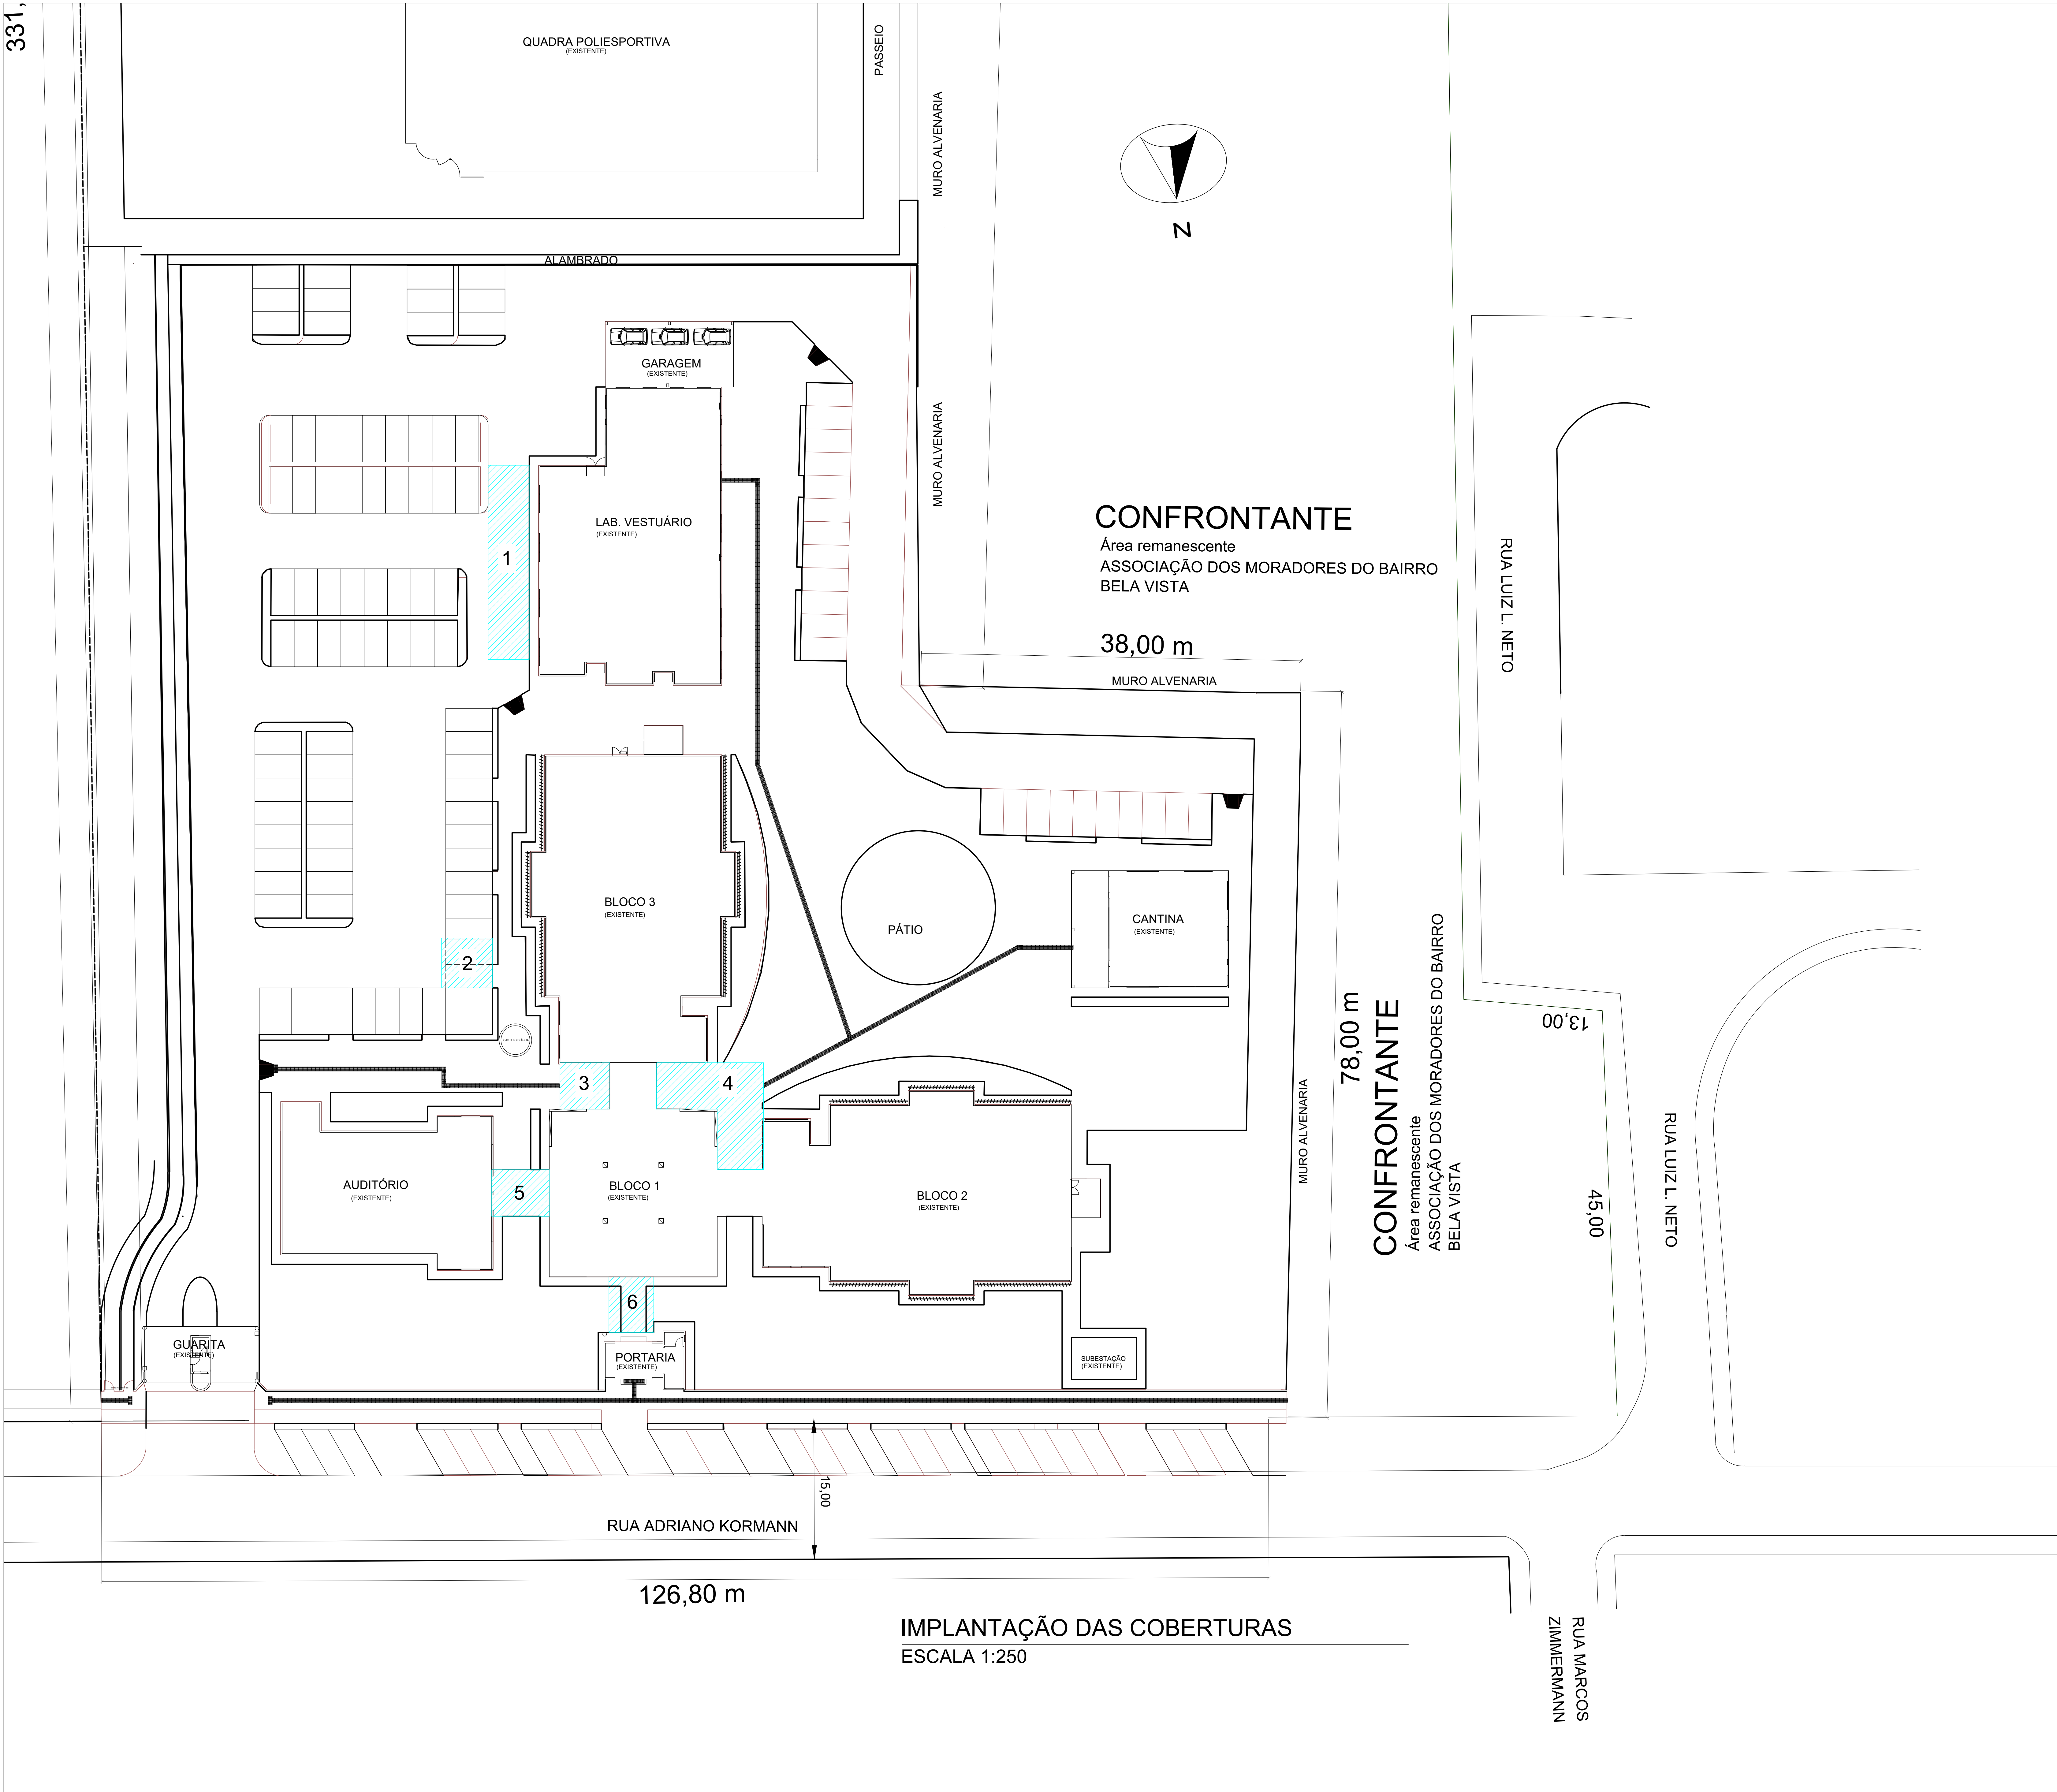 331,
QUADRA POLIESPORTIVA
(EXISTENTE)
PASSEIO
MURO ALVENARIA
N
ALAMBRADO
GARAGEM
(EXISTENTE)
MURO ALVENARIA
LAB. VESTUÁRIO
(EXISTENTE)
1
CONFRONTANTE
Área remanescente
ASSOCIAÇÃO DOS MORADORES DO BAIRRO
BELA VISTA
RUA LUIZ L. NETO
38,00 m
MURO ALVENARIA
BLOCO 3
(EXISTENTE)
PÁTIO
CANTINA
(EXISTENTE)
2
CASTELO D ÁGUA
78,00 m
CONFRONTANTE
Área remanescente
ASSOCIAÇÃO DOS MORADORES DO BAIRRO
BELA VISTA
13,00
45,00
RUA LUIZ L. NETO
MURO ALVENARIA
3
4
AUDITÓRIO
(EXISTENTE)
5
BLOCO 1
(EXISTENTE)
BLOCO 2
(EXISTENTE)
6
GUARITA
(EXISTENTE)
PORTARIA
(EXISTENTE)
SUBESTAÇÃO
(EXISTENTE)
15,00
RUA ADRIANO KORMANN
126,80 m
IMPLANTAÇÃO DAS COBERTURAS
ESCALA 1:250
RUA MARCOS
ZIMMERMANN